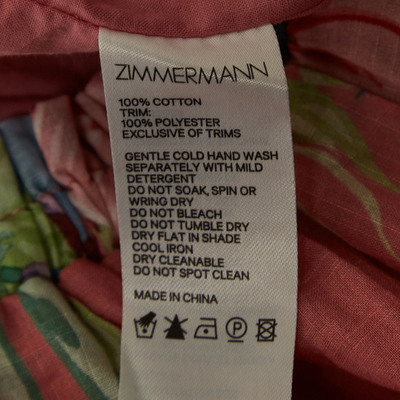 ZIMMERMANN
100% COTTON
TRIM:
100% POLYESTER
EXCLUSIVE OF TRIMS
GENTLE COLD HAND WASH
SEPARATELY WITH MILD
DETERGENT
DO NOT SOAK, SPIN OR
WRING DRY
DO NOT BLEACH
DO NOT TUMBLE DRY
DRY FLAT IN SHADE
COOL IRON
DRY CLEANABLE
DO NOT SPOT CLEAN
MADE IN CHINA
P